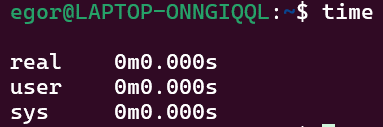 egor@LAPTOP-ONNGIQQL:~$ time
real 0m0.000s
user 0m0.000s
sys 0m0.000s